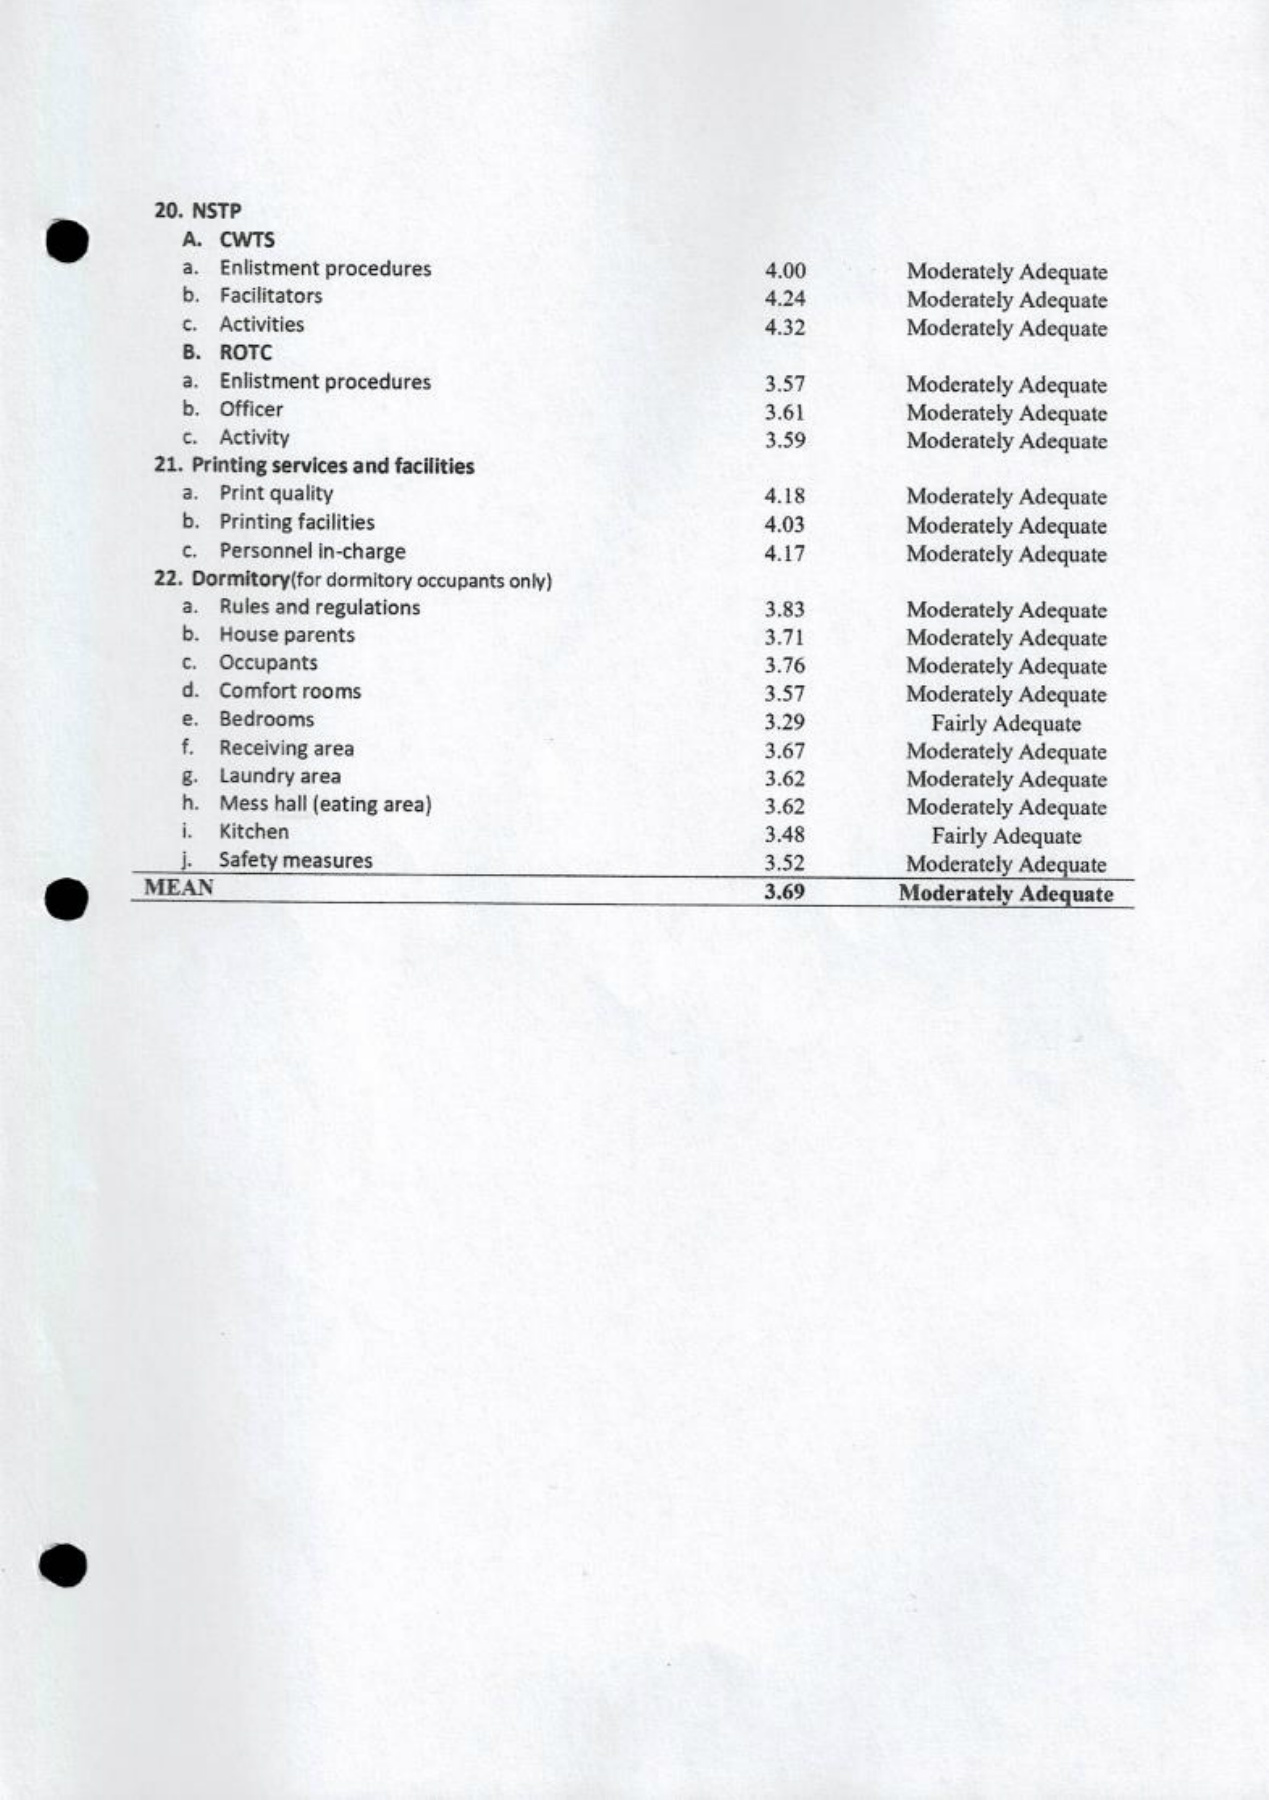 20. NSTP
A. CWTS
a. Enlistment procedures 4.00 Moderately Adequate
b. Facilitators 4.24 Moderately Adequate
c. Activities 4.32 Moderately Adequate
B. ROTC
a. Enlistment procedures 3.57 Moderately Adequate
b. Officer 3.61 Moderately Adequate
c. Activity 3.59 Moderately Adequate
21. Printing services and facilities
a. Print quality 4.18 Moderately Adequate
b. Printing facilities 4.03 Moderately Adequate
c. Personnel in-charge 4.17 Moderately Adequate
22. Dormitory(for dormitory occupants only)
a. Rules and regulations 3.83 Moderately Adequate
b. House parents 3.71 Moderately Adequate
c. Occupants 3.76 Moderately Adequate
d. Comfort rooms 3.57 Moderately Adequate
e. Bedrooms 3.29 Fairly Adequate
f. Receiving area 3.67 Moderately Adequate
g. Laundry area 3.62 Moderately Adequate
h. Mess hall (eating area) 3.62 Moderately Adequate
i. Kitchen 3.48 Fairly Adequate
j. Safety measures 3.52 Moderately Adequate
MEAN 3.69 Moderately Adequate